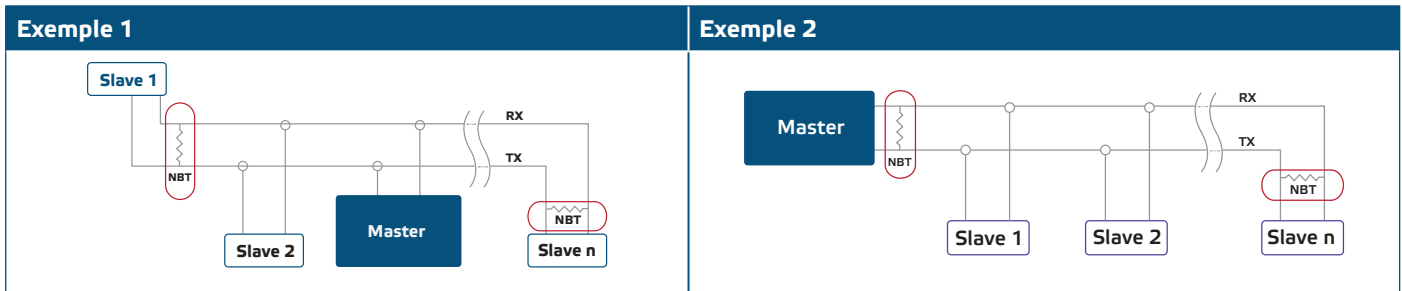 Exemple 1
Slave 1
RX
TX
NBT
NBT
Master
Slave 2
Slave n
Exemple 2
RX
Master
TX
NBT
NBT
Slave 1
Slave 2
Slave n